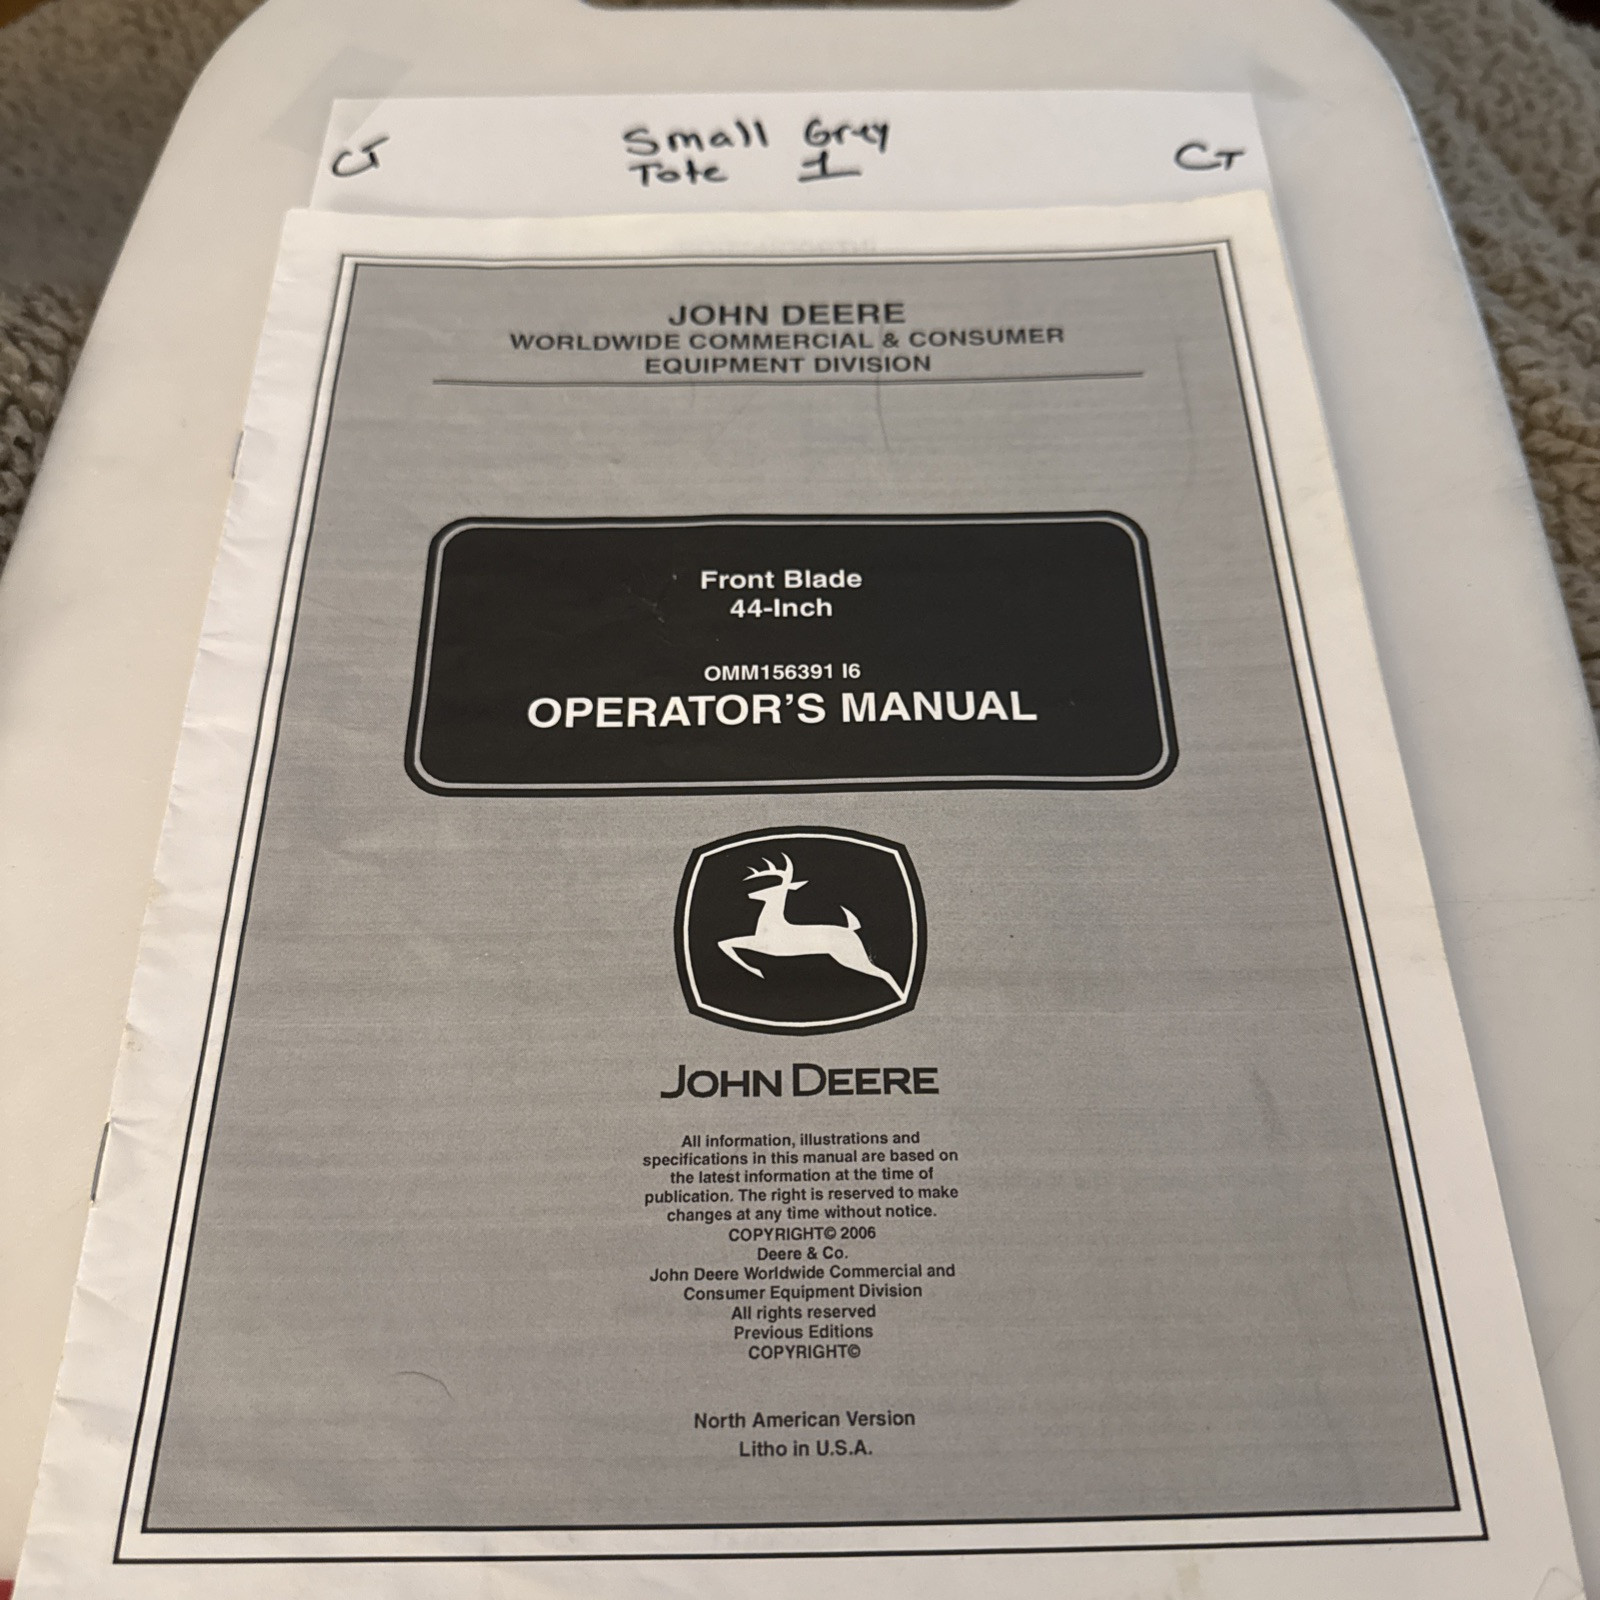 CT Small Grey CT
Tote 1
JOHN DEERE
WORLDWIDE COMMERCIAL & CONSUMER
EQUIPMENT DIVISION
Front Blade
44-Inch
OMM156391 I6
OPERATOR'S MANUAL
JOHN DEERE
All information, illustrations and
specifications in this manual are based on
the latest information at the time of
publication. The right is reserved to make
changes at any time without notice.
COPYRIGHT© 2006
Deere & Co.
John Deere Worldwide Commercial and
Consumer Equipment Division
All rights reserved
Previous Editions
COPYRIGHT©
North American Version
Litho in U.S.A.